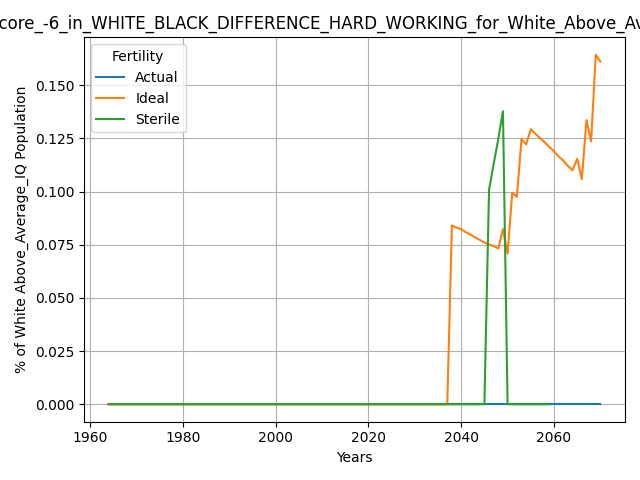 core_-6_in_WHITE_BLACK_DIFFERENCE_HARD_WORKING_for_White_Above_Av
Fertility
Actual
Ideal
Sterile
% of White Above_Average_IQ Population
0.150
0.125
0.100
0.075
0.050
0.025
0.000
1960
1980
2000
2020
2040
2060
Years